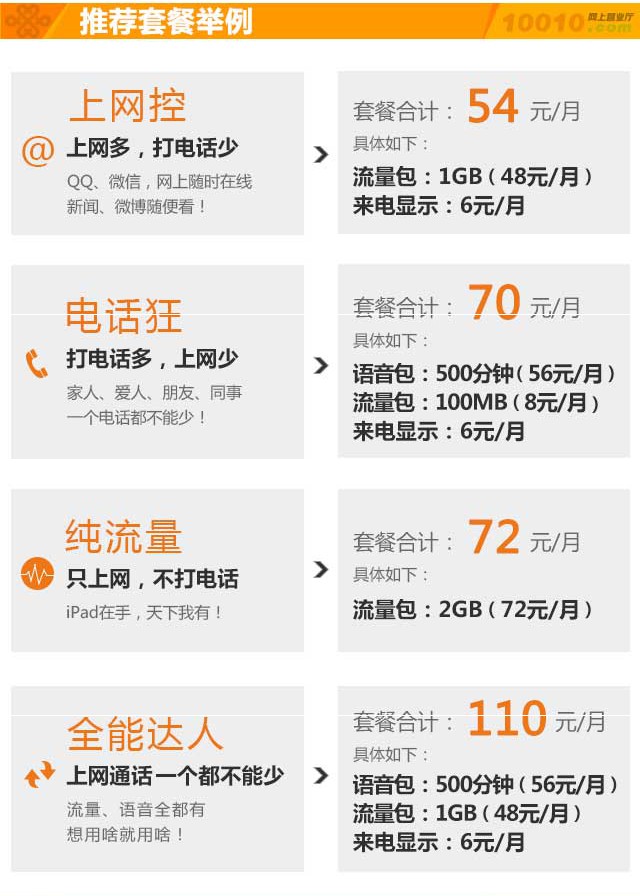 推荐套餐举例
10010 网上营业厅
.com
上网控
上网多，打电话少
QQ、微信，网上随时在线
新闻、微博随便看！
套餐合计： 54 元/月
具体如下：
流量包：1GB（48元/月）
来电显示：6元/月
电话狂
打电话多，上网少
家人、爱人、朋友、同事
一个电话都不能少！
套餐合计： 70 元/月
具体如下：
语音包：500分钟（56元/月）
流量包：100MB（8元/月）
来电显示：6元/月
纯流量
只上网，不打电话
iPad在手，天下我有！
套餐合计： 72 元/月
具体如下：
流量包：2GB（72元/月）
全能达人
上网通话一个都不能少
流量、语音全都有
想用啥就用啥！
套餐合计： 110 元/月
具体如下：
语音包：500分钟（56元/月）
流量包：1GB（48元/月）
来电显示：6元/月